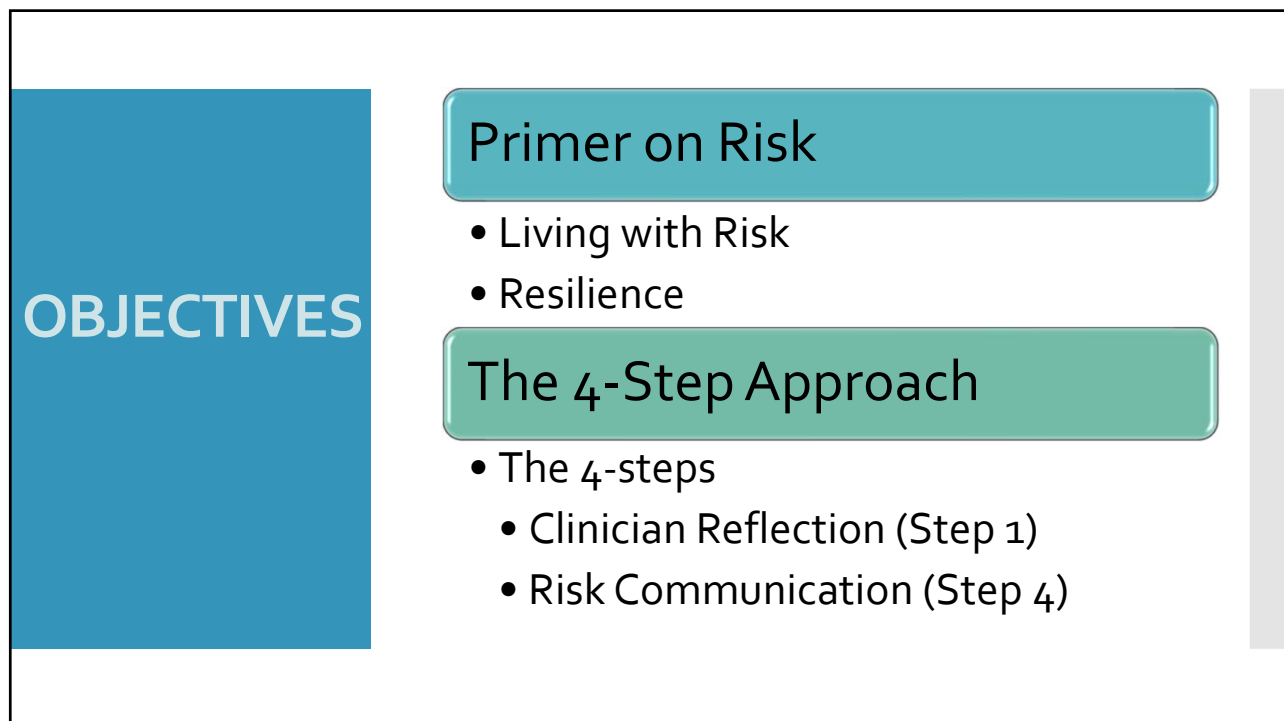 OBJECTIVES
Primer on Risk
• Living with Risk
• Resilience
The 4-Step Approach
• The 4-steps
• Clinician Reflection (Step 1)
• Risk Communication (Step 4)